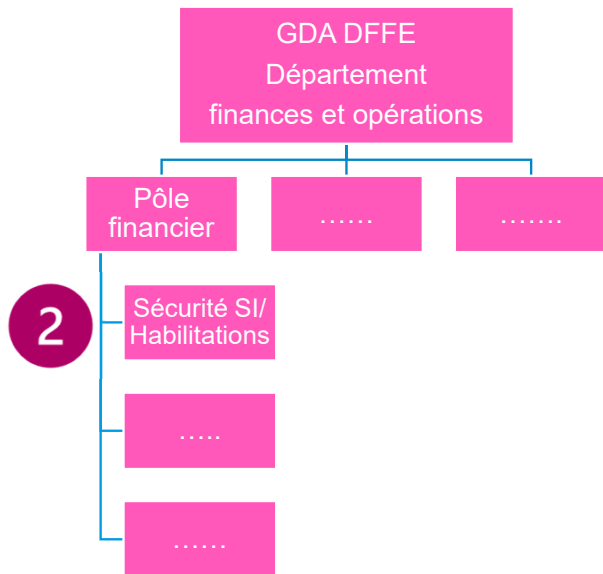 GDA DFFE
Département
finances et opérations
Pôle
financier
……
…….
2
Sécurité SI/
Habilitations
…..
……